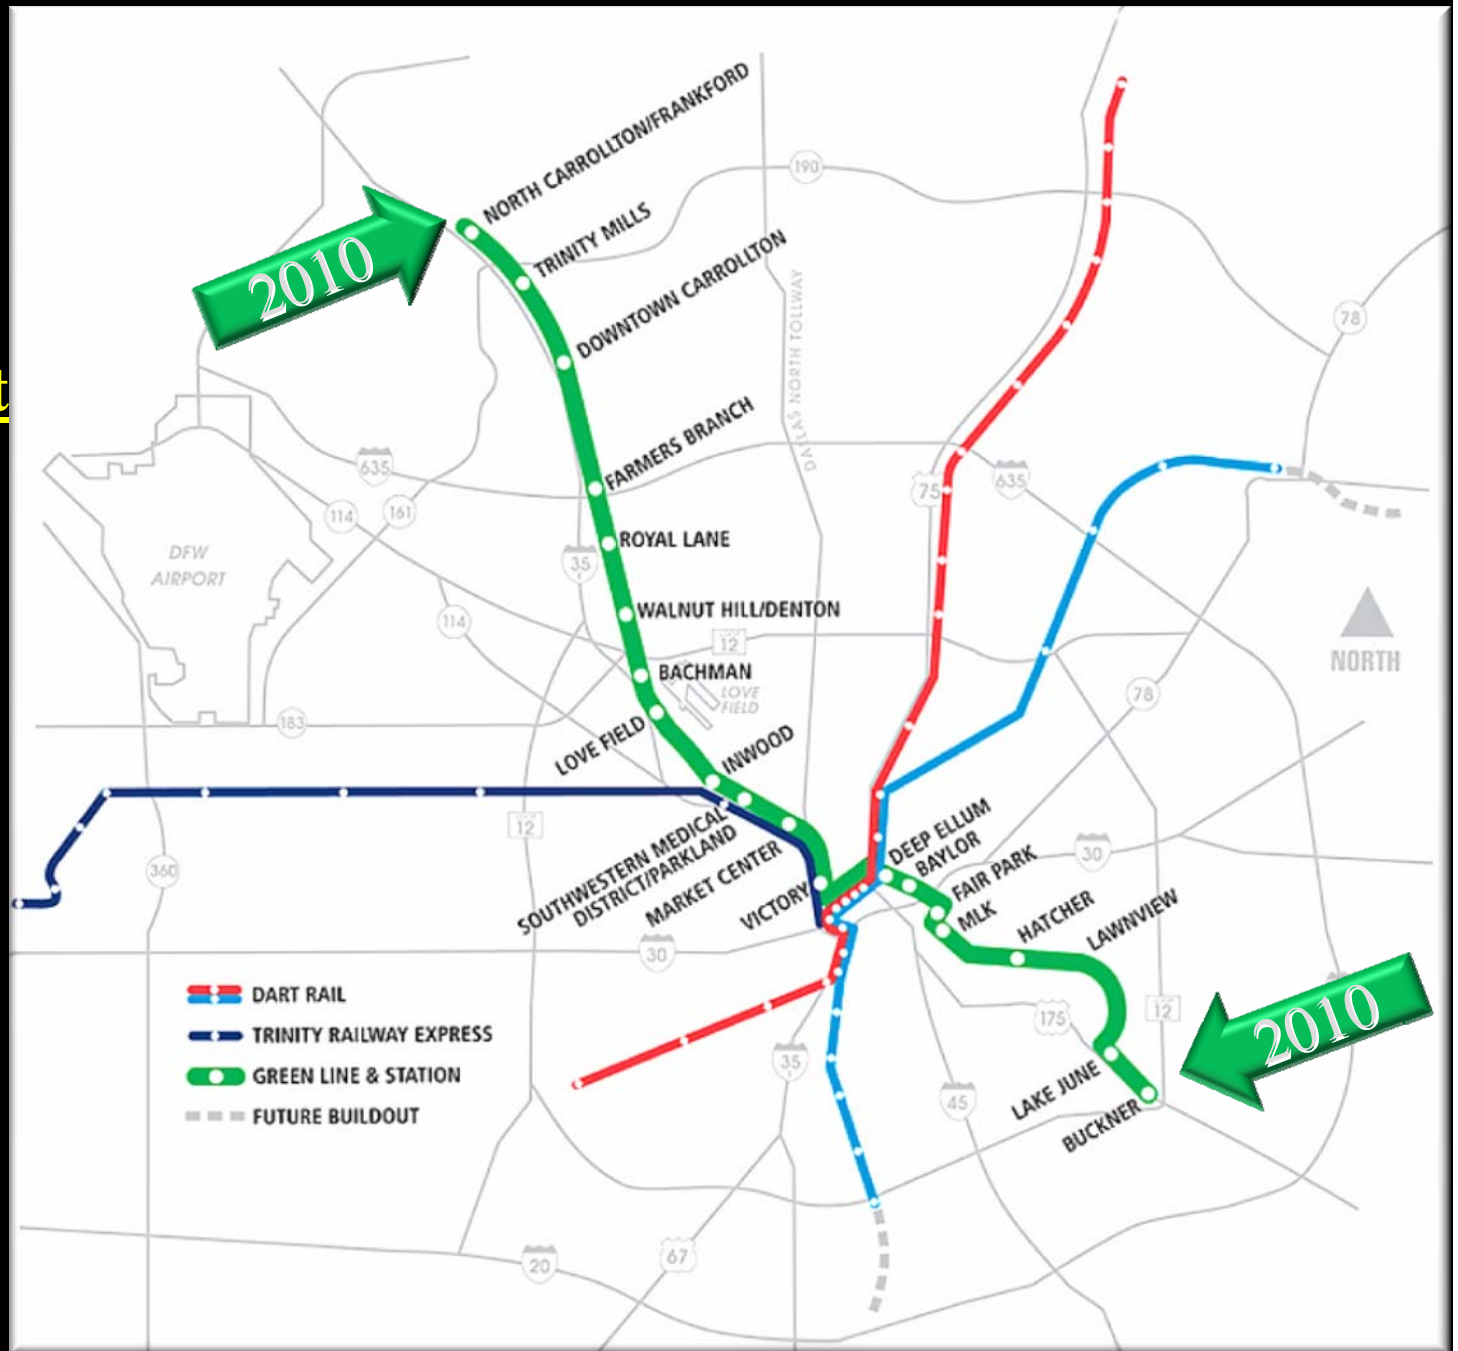 NORTH CARROLLTON/FRANKFORD
190
TRINITY MILLS
2010
DOWNTOWN CARROLLTON
DALLAS NORTH TOLLWAY
78
t
FARMERS BRANCH
635
635
75
114
161
ROYAL LANE
DFW
AIRPORT
35
WALNUT HILL/DENTON
114
12
NORTH
BACHMAN
LOVE
FIELD
78
183
LOVE FIELD
INWOOD
12
SOUTHWESTERN MEDICAL
DISTRICT/PARKLAND
MARKET CENTER
VICTORY
DEEP ELLUM
BAYLOR
FAIR PARK
MLK
HATCHER
LAWNVIEW
30
360
30
DART RAIL
TRINITY RAILWAY EXPRESS
GREEN LINE & STATION
FUTURE BUILDOUT
175
12
2010
35
45
LAKE JUNE
BUCKNER
20
67